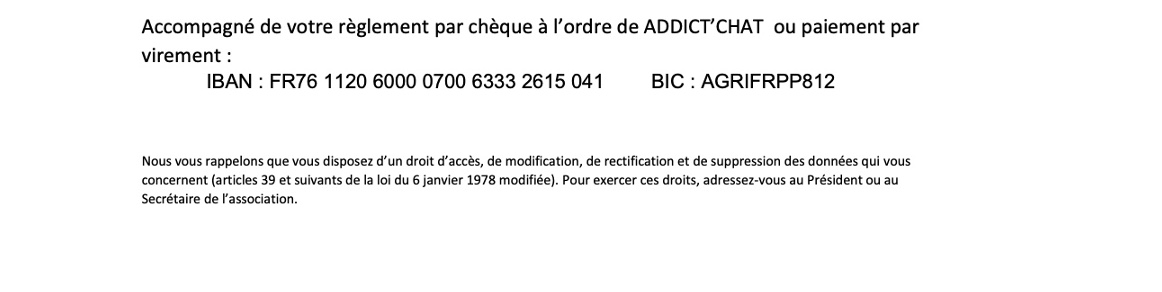 Accompagné de votre règlement par chèque à l’ordre de ADDICT’CHAT ou paiement par
virement :
IBAN : FR76 1120 6000 0700 6333 2615 041 BIC : AGRIFRPP812
Nous vous rappelons que vous disposez d’un droit d’accès, de modification, de rectification et de suppression des données qui vous
concernent (articles 39 et suivants de la loi du 6 janvier 1978 modifiée). Pour exercer ces droits, adressez-vous au Président ou au
Secrétaire de l’association.